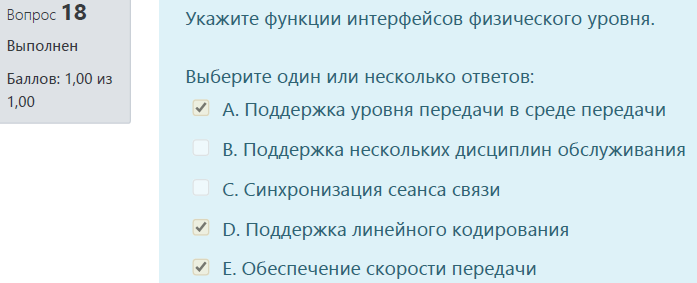 Вопрос 18
Выполнен
Баллов: 1,00 из
1,00
Укажите функции интерфейсов физического уровня.
Выберите один или несколько ответов:
A. Поддержка уровня передачи в среде передачи
B. Поддержка нескольких дисциплин обслуживания
C. Синхронизация сеанса связи
D. Поддержка линейного кодирования
E. Обеспечение скорости передачи